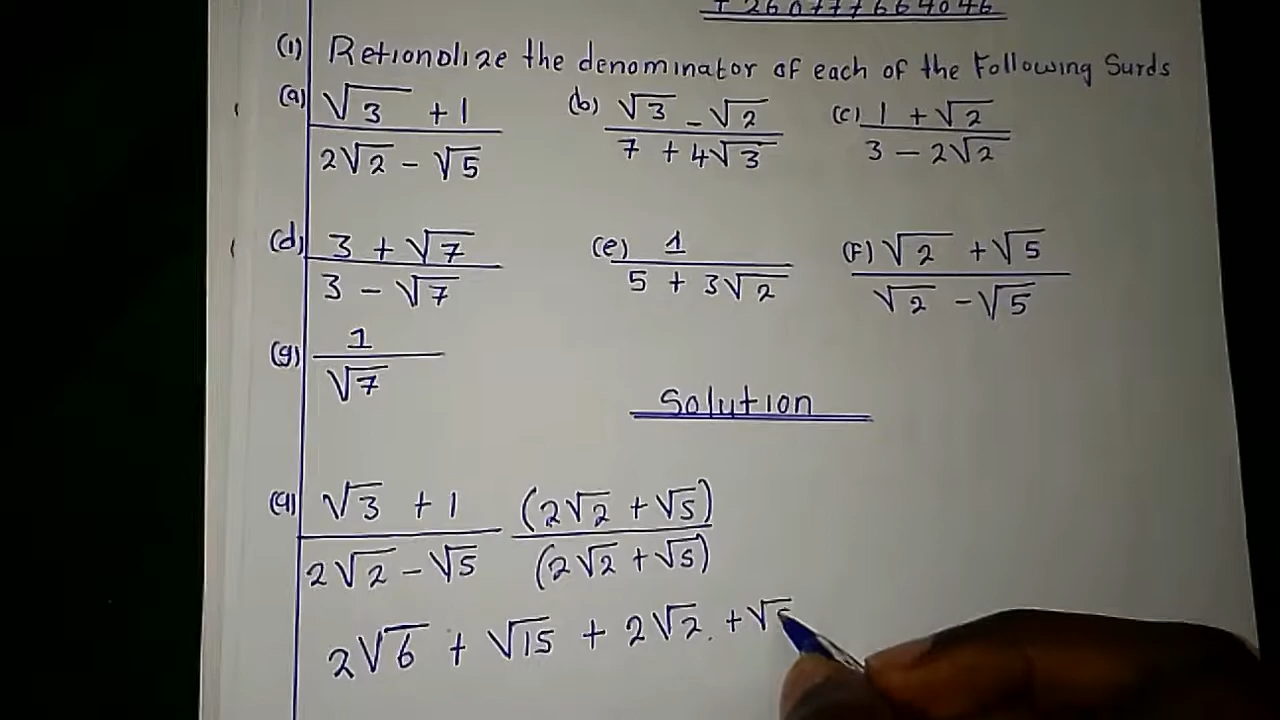 +260777664046
(1) Retionolize the denominator of each of the Following Surds
(a) √3 + 1 (b) √3 - √2 (c) 1 + √2
2√2 - √5 7 + 4√3 3 - 2√2
(d) 3 + √7 (e) 1 (F) √2 + √5
3 - √7 5 + 3√2 √2 - √5
(g) 1
√7
Solution
(a) √3 + 1 (2√2 + √5)
2√2 - √5 (2√2 + √5)
2√6 + √15 + 2√2 + √5